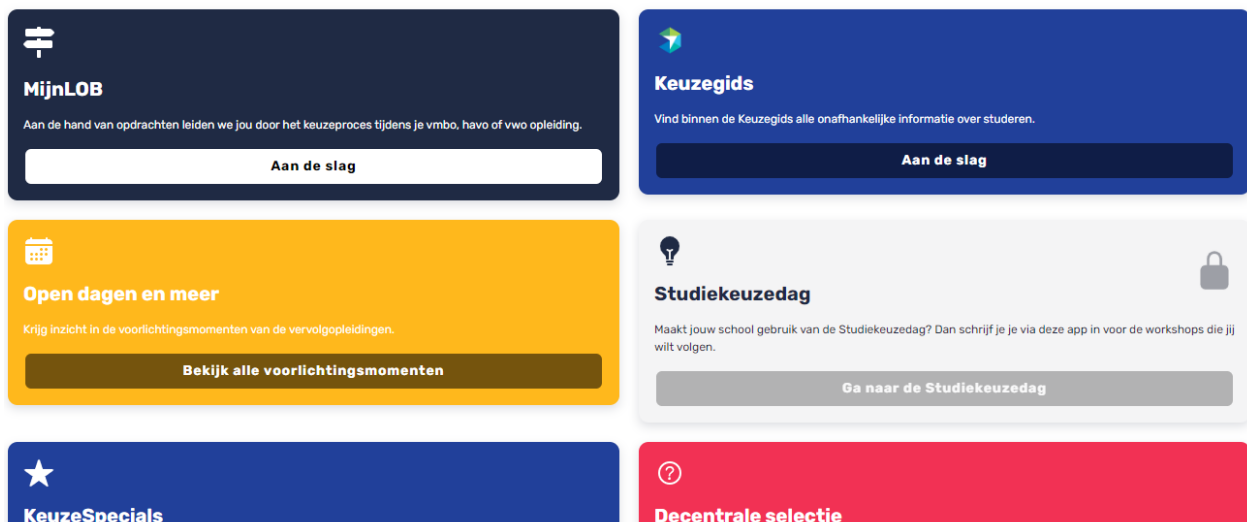 MijnLOB
Aan de hand van opdrachten leiden we jou door het keuzeproces tijdens je vmbo, havo of vwo opleiding.
Aan de slag
Keuzegids
Vind binnen de Keuzegids alle onafhankelijke informatie over studeren.
Aan de slag
Open dagen en meer
Krijg inzicht in de voorlichtingsmomenten van de vervolgopleidingen.
Bekijk alle voorlichtingsmomenten
Studiekeuzedag
Maakt jouw school gebruik van de Studiekeuzedag? Dan schrijf je je via deze app in voor de workshops die jij
wilt volgen.
Ga naar de Studiekeuzedag
KeuzeSpecials
Decentrale selectie